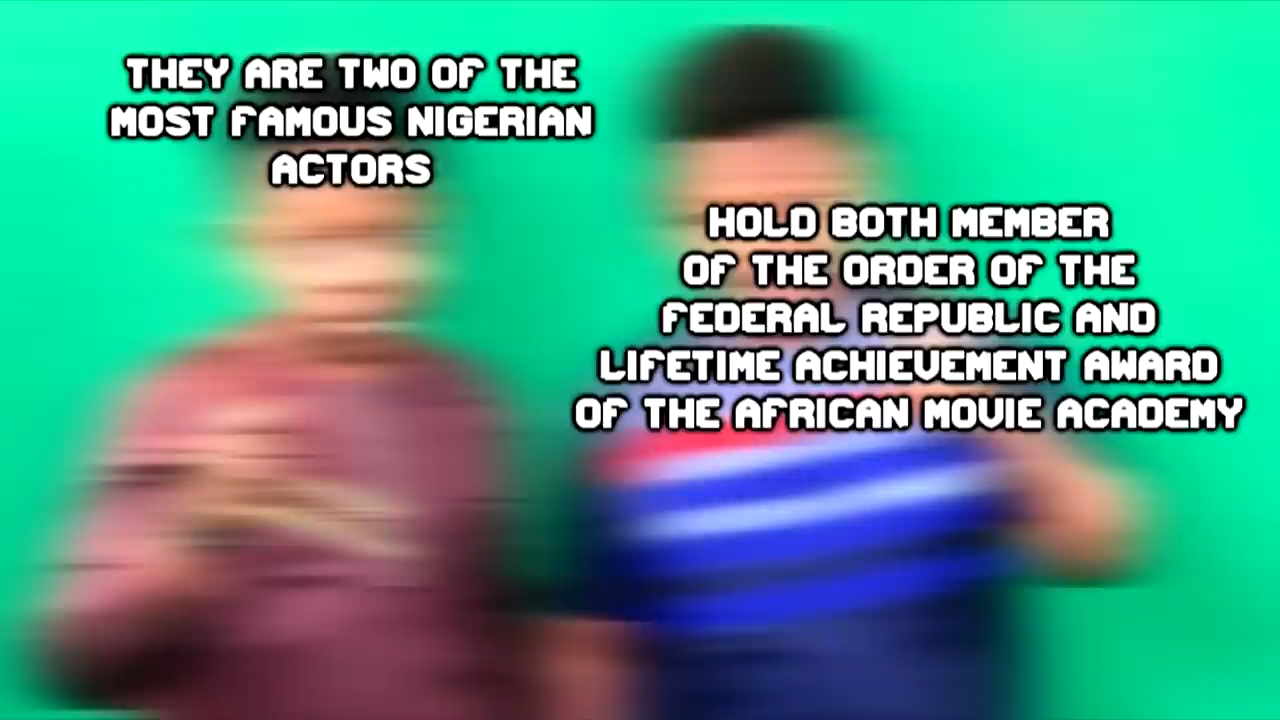 THEY ARE TWO OF THE
MOST FAMOUS NIGERIAN
ACTORS
HOLD BOTH MEMBER
OF THE ORDER OF THE
FEDERAL REPUBLIC AND
LIFETIME ACHIEVEMENT AWARD
OF THE AFRICAN MOVIE ACADEMY